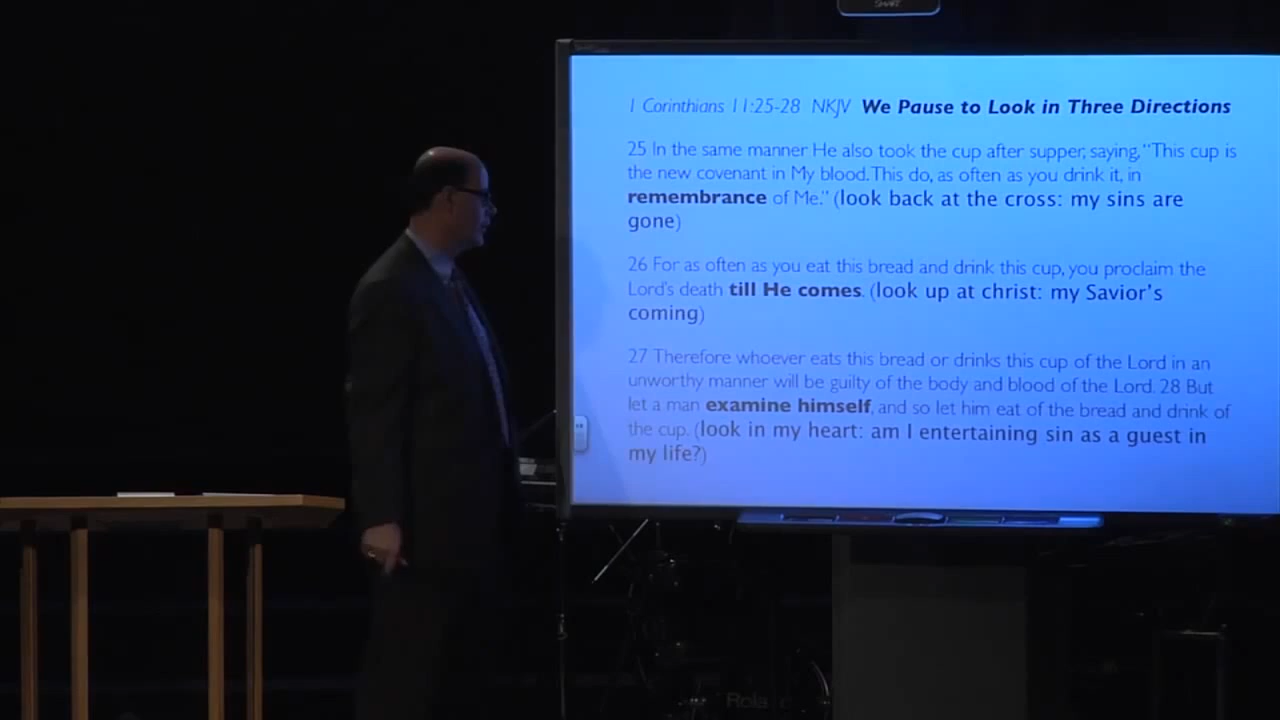 SMART
1 Corinthians 11:25-28 NKJV We Pause to Look in Three Directions
25 In the same manner He also took the cup after supper, saying, "This cup is
the new covenant in My blood. This do, as often as you drink it, in
remembrance of Me." (look back at the cross: my sins are
gone)
26 For as often as you eat this bread and drink this cup, you proclaim the
Lord's death till He comes. (look up at christ: my Savior's
coming)
27 Therefore whoever eats this bread or drinks this cup of the Lord in an
unworthy manner will be guilty of the body and blood of the Lord. 28 But
let a man examine himself, and so let him eat of the bread and drink of
the cup. (look in my heart: am I entertaining sin as a guest in
my life?)
Rola